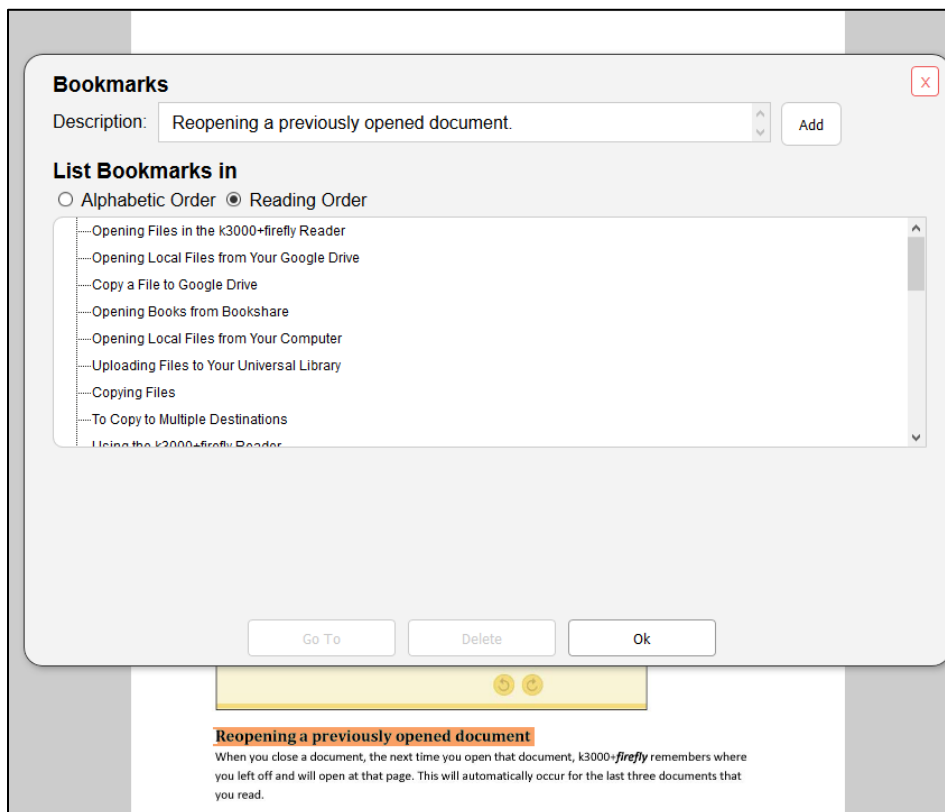 Bookmarks
X
Description:
Reopening a previously opened document.
Add
List Bookmarks in
Alphabetic Order
Reading Order
Opening Files in the k3000+firefly Reader
Opening Local Files from Your Google Drive
Copy a File to Google Drive
Opening Books from Bookshare
Opening Local Files from Your Computer
Uploading Files to Your Universal Library
Copying Files
To Copy to Multiple Destinations
Using the k3000+firefly Reader
Go To
Delete
Ok
Reopening a previously opened document
When you close a document, the next time you open that document, k3000+firefly remembers where
you left off and will open at that page. This will automatically occur for the last three documents that
you read.